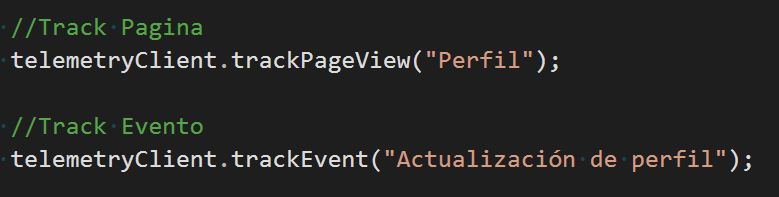 //Track Pagina
telemetryClient.trackPageView("Perfil");
//Track Evento
telemetryClient.trackEvent("Actualización de perfil");